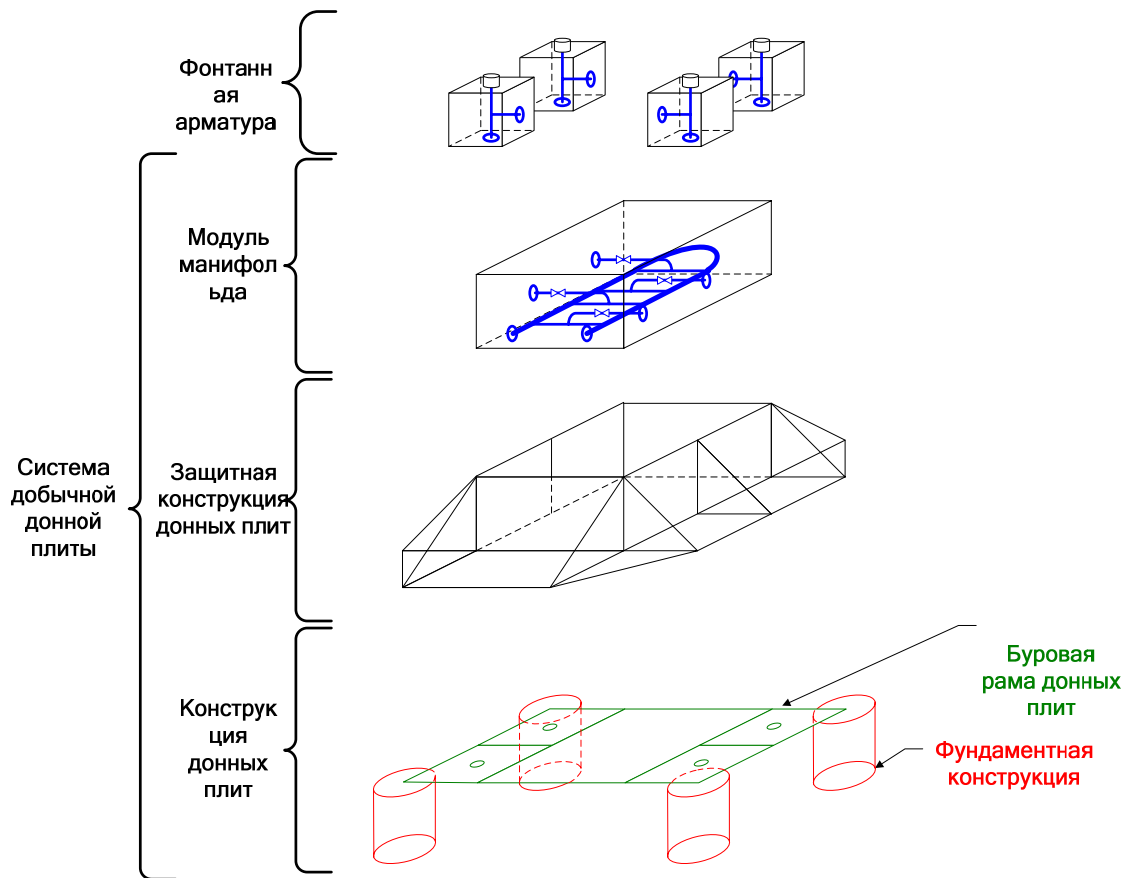 Фонтанн
ая
арматура
Модуль
манифол
ьда
Система
добычной
донной
плиты
Защитная
конструкция
донных плит
Конструк
ция
донных
плит
Буровая
рама донных
плит
Фундаментная
конструкция